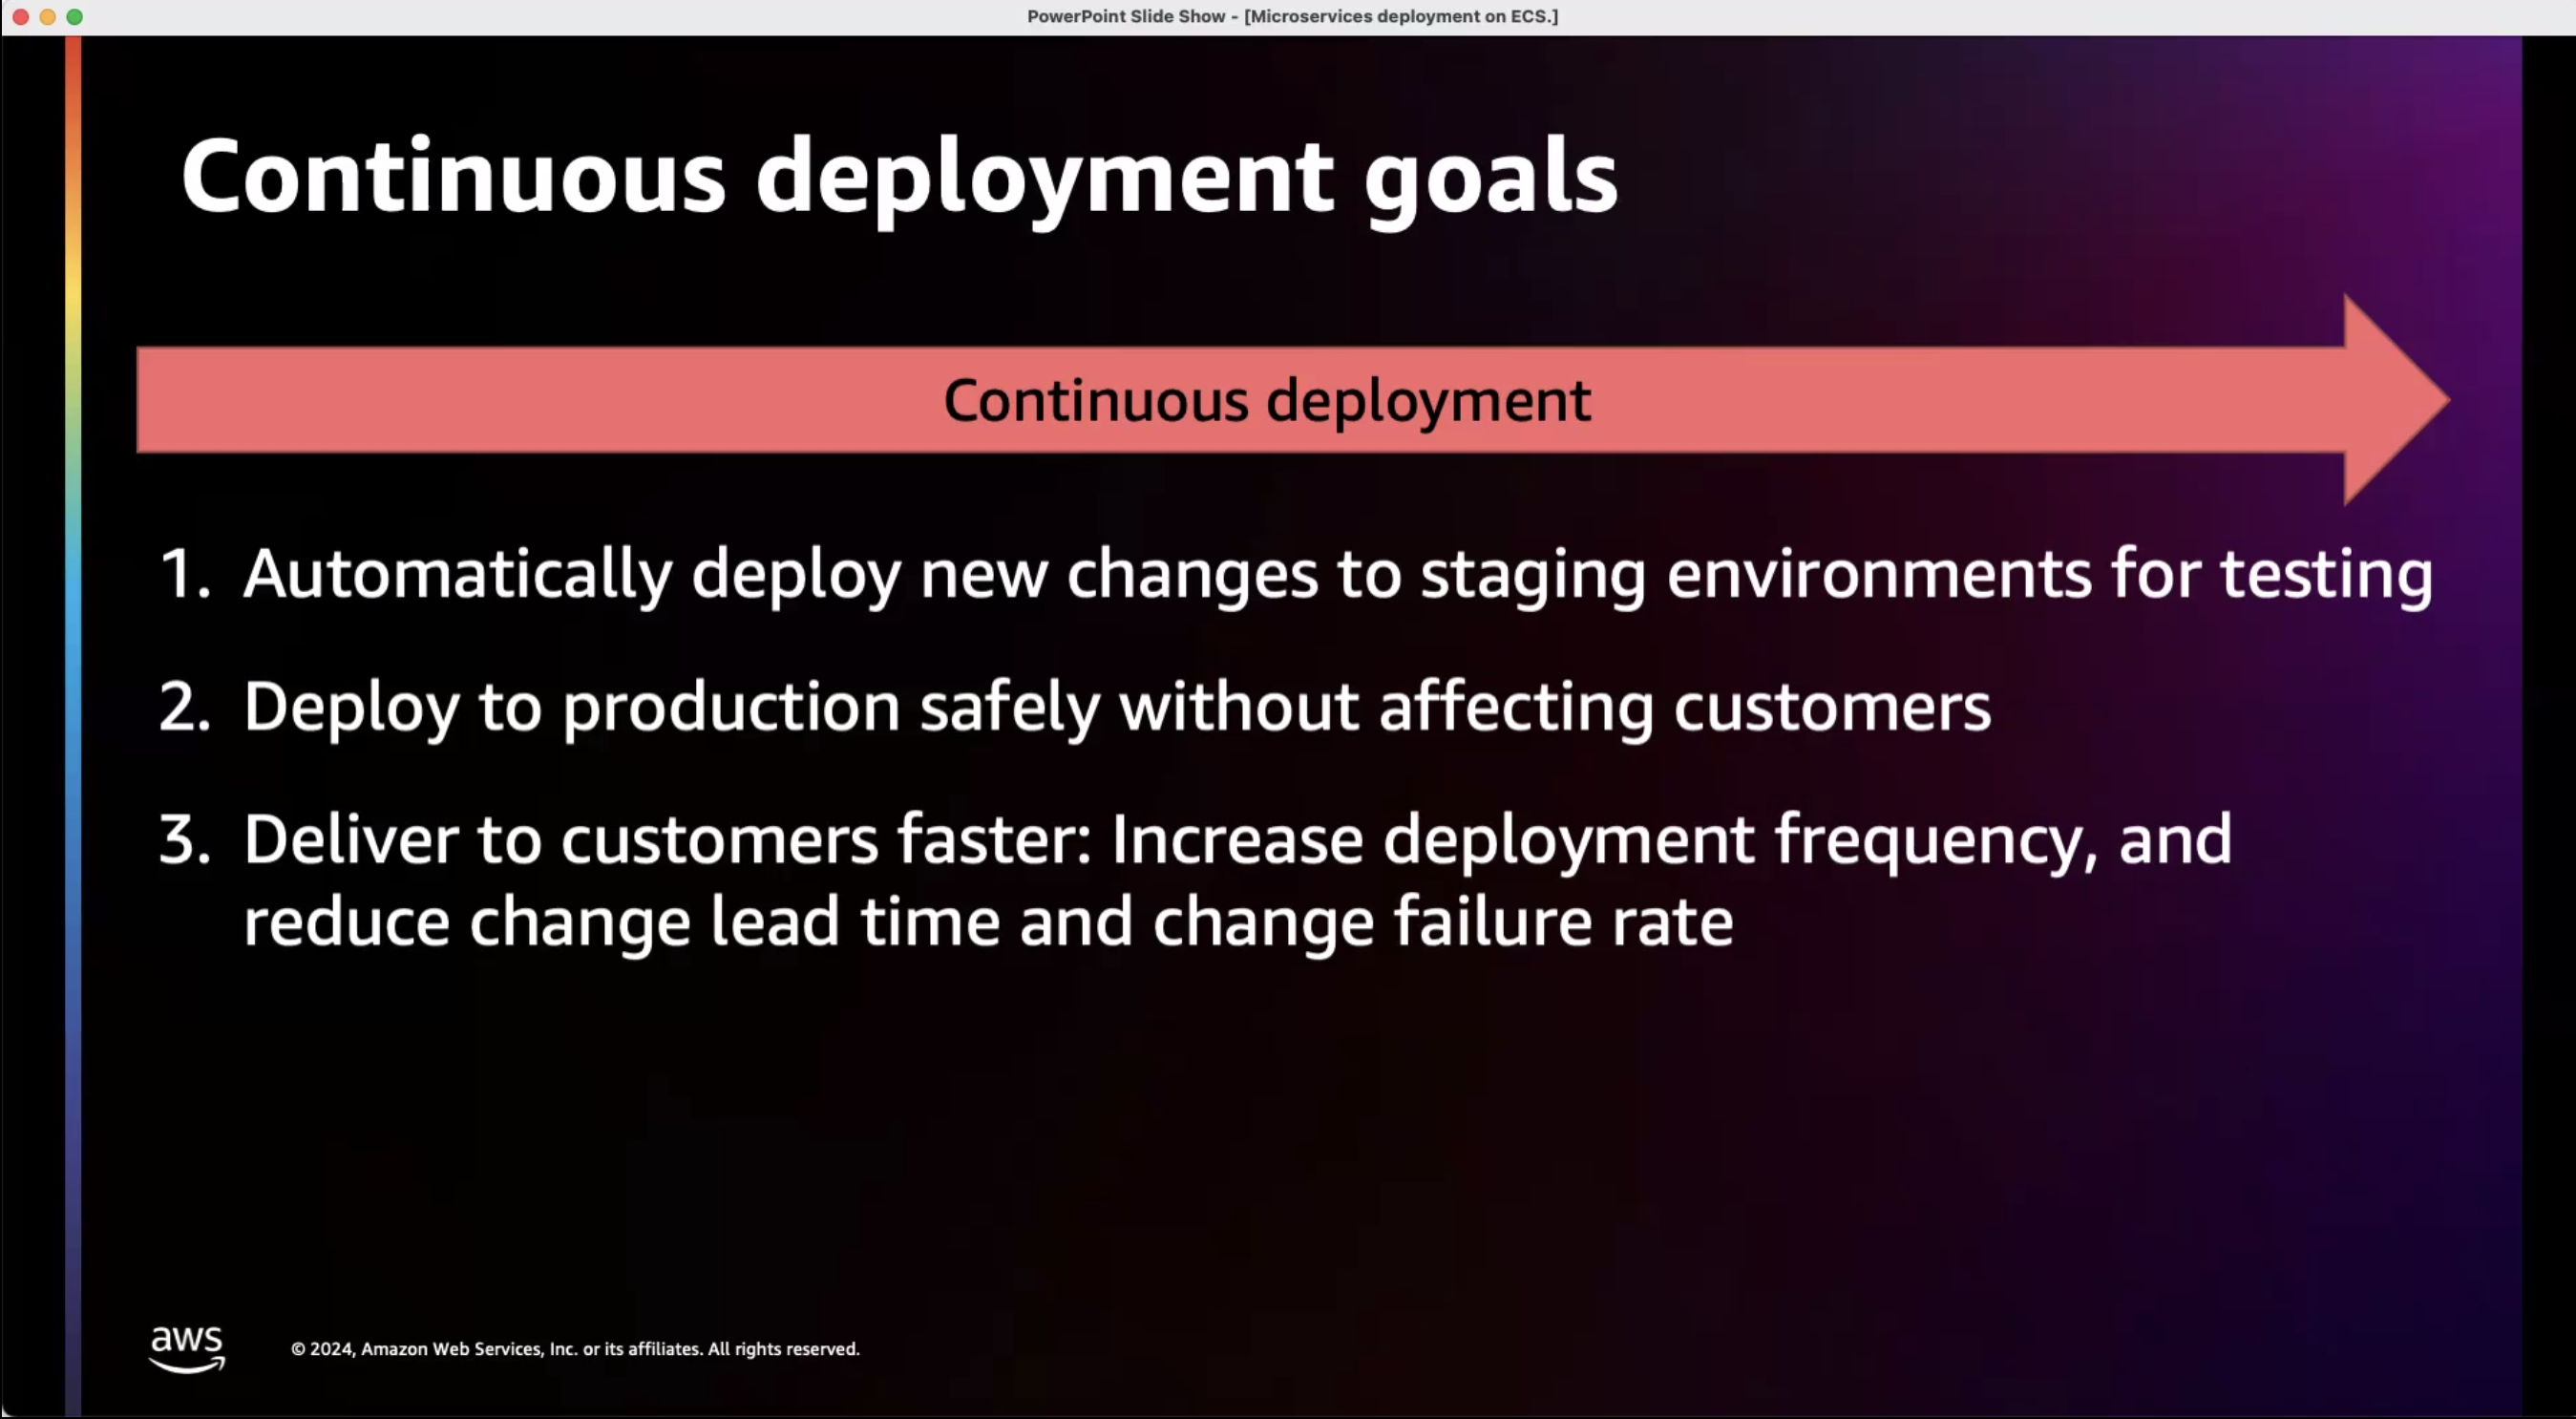 PowerPoint Slide Show - [Microservices deployment on ECS.]
Continuous deployment goals
Continuous deployment
1. Automatically deploy new changes to staging environments for testing
2. Deploy to production safely without affecting customers
3. Deliver to customers faster: Increase deployment frequency, and
reduce change lead time and change failure rate
aws
© 2024, Amazon Web Services, Inc. or its affiliates. All rights reserved.